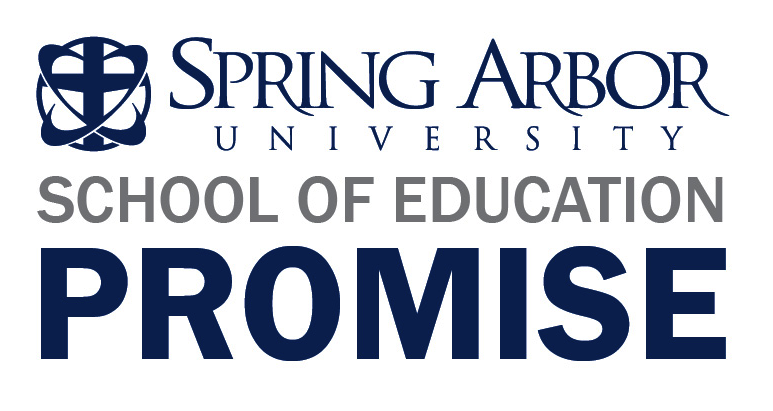 SPRING ARBOR
UNIVERSITY
SCHOOL OF EDUCATION
PROMISE